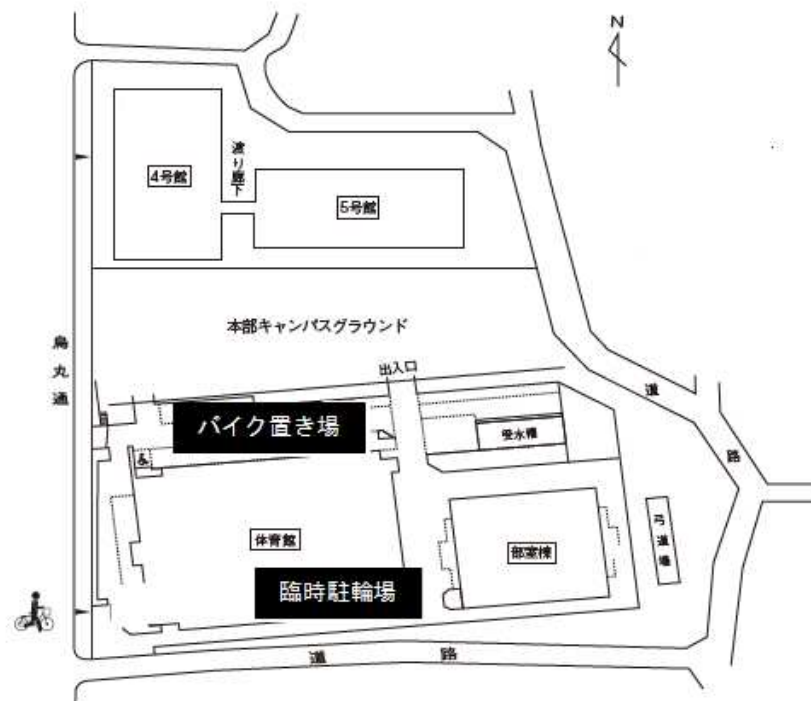 N
渡り廊下
4号館
5号館
本部キャンパスグラウンド
烏丸通
出入口
道路
バイク置き場
受水槽
体育館
部室棟
弓道場
臨時駐輪場
道路